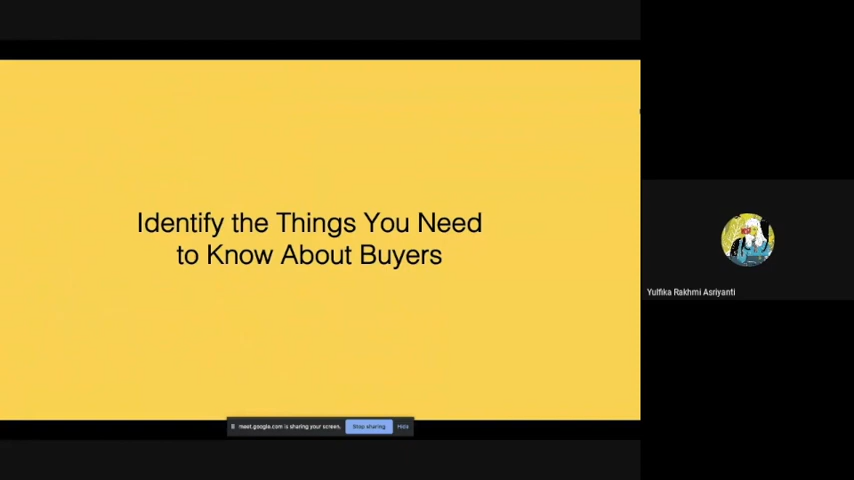 Identify the Things You Need
to Know About Buyers
Yulfika Rakhmi Asriyanti
meet.google.com is sharing your screen.
Stop sharing
Hide